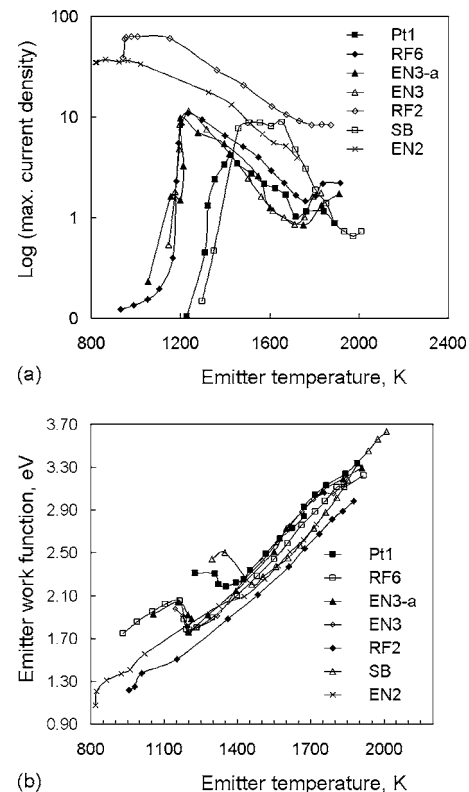 100
10
1
0
800 1200 1600 2000 2400
Log (max. current density)
Emitter temperature, K
Pt1
RF6
EN3-a
EN3
RF2
SB
EN2
(a)
3.70
3.30
2.90
2.50
2.10
1.70
1.30
0.90
800 1100 1400 1700 2000
Emitter work function, eV
Emitter temperature, K
Pt1
RF6
EN3-a
EN3
RF2
SB
EN2
(b)